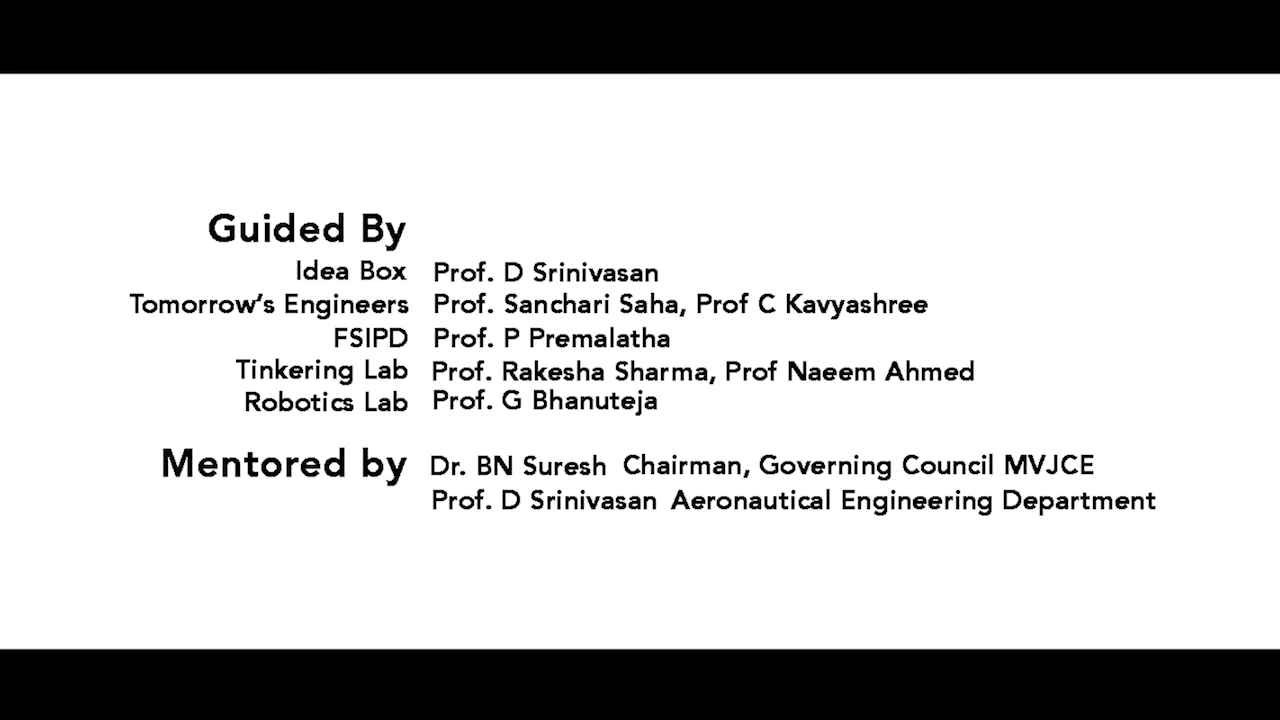 Guided By
Idea Box Prof. D Srinivasan
Tomorrow's Engineers Prof. Sanchari Saha, Prof C Kavyashree
FSIPD Prof. P Premalatha
Tinkering Lab Prof. Rakesha Sharma, Prof Naeem Ahmed
Robotics Lab Prof. G Bhanuteja
Mentored by Dr. BN Suresh Chairman, Governing Council MVJCE
Prof. D Srinivasan Aeronautical Engineering Department